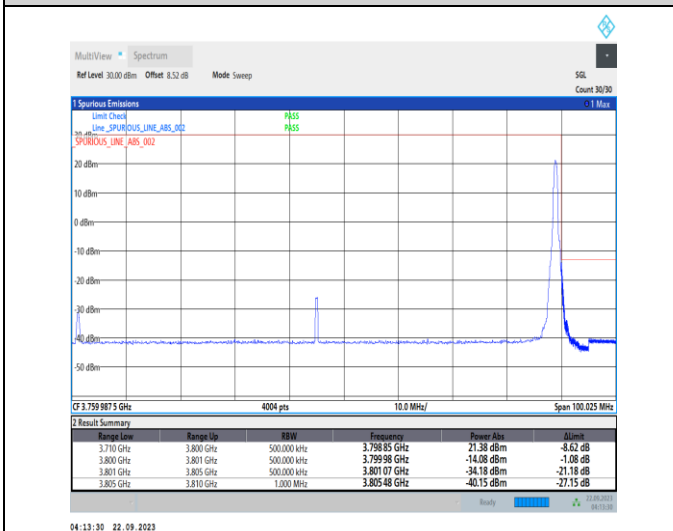 MultiView Spectrum
Ref Level 30.00 dBm Offset 8.52 dB Mode Sweep SGL
Count 30/30
1 Spurious Emissions 1 Max
Limit Check PASS
Line _SPURIOUS_LINE_ABS_002 PASS
_SPURIOUS_LINE_ABS_002
20 dBm
10 dBm
0 dBm
-10 dBm
-20 dBm
-30 dBm
-40 dBm
-50 dBm
CF 3.759 987 5 GHz 4004 pts 10.0 MHz/ Span 100.025 MHz
2 Result Summary
Range Low Range Up RBW Frequency Power Abs ΔLimit
3.710 GHz 3.800 GHz 500.000 kHz 3.798 85 GHz 21.38 dBm -8.62 dB
3.800 GHz 3.801 GHz 500.000 kHz 3.799 98 GHz -14.08 dBm -1.08 dB
3.801 GHz 3.805 GHz 500.000 kHz 3.801 07 GHz -34.18 dBm -21.18 dB
3.805 GHz 3.810 GHz 1.000 MHz 3.805 48 GHz -40.15 dBm -27.15 dB
Ready 22.09.2023
04:13:30
04:13:30 22.09.2023